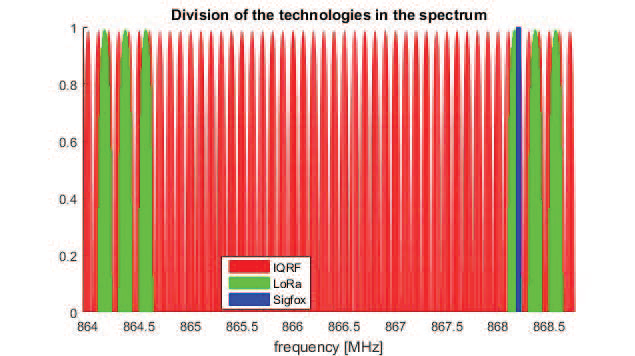 Division of the technologies in the spectrum
1
0.8
0.6
0.4
0.2
0
IQRF
LoRa
Sigfox
864 864.5 865 865.5 866 866.5 867 867.5 868 868.5
frequency [MHz]